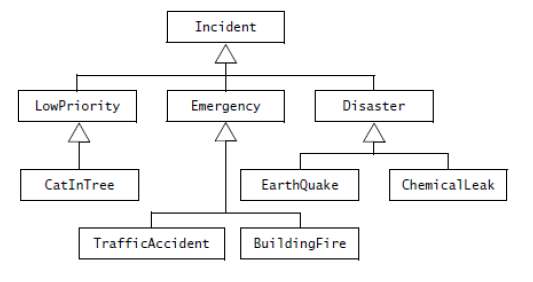 Incident
LowPriority
Emergency
Disaster
CatInTree
EarthQuake
ChemicalLeak
TrafficAccident
BuildingFire